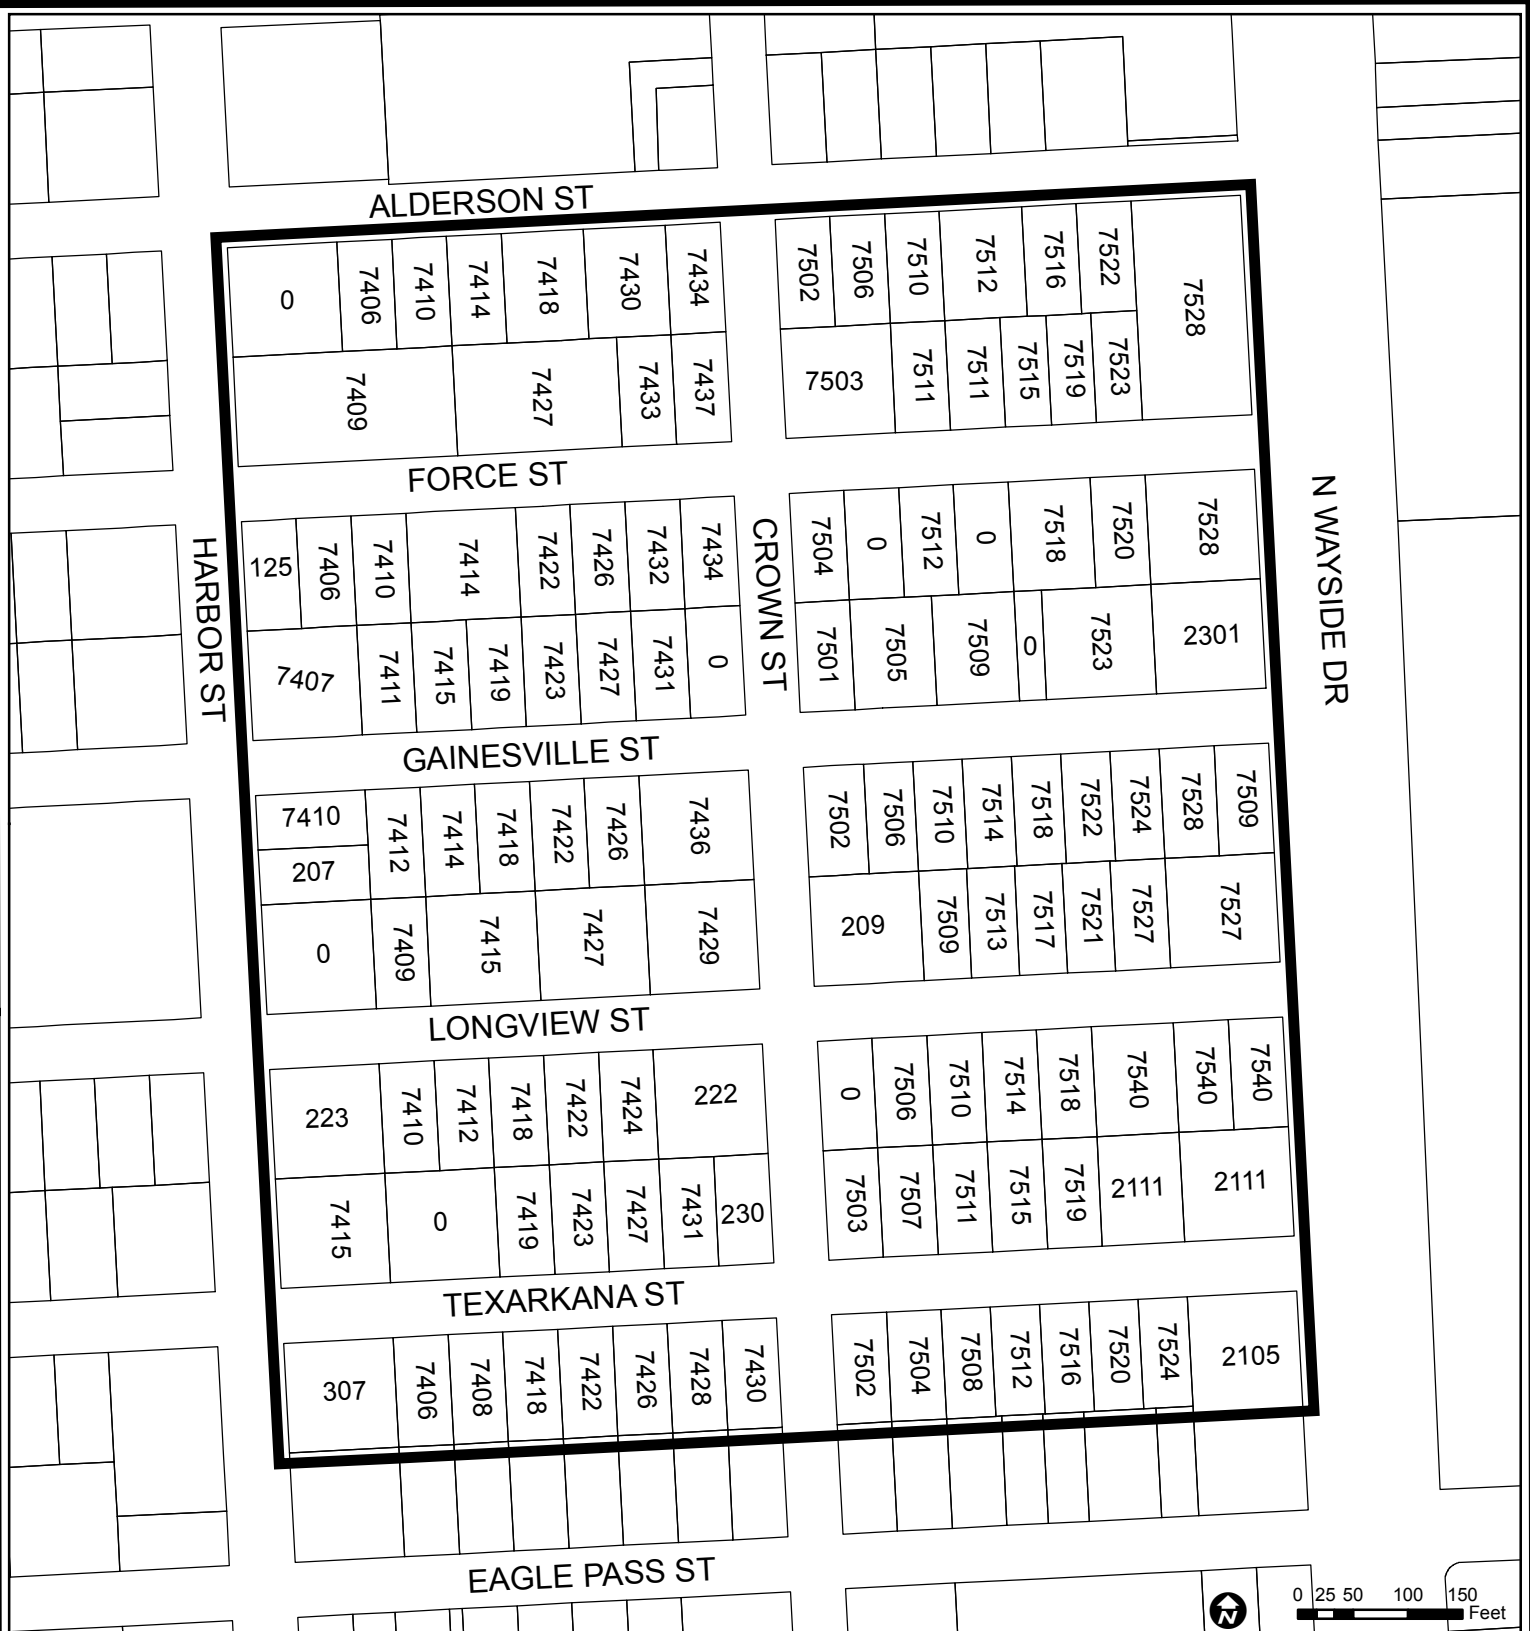 ALDERSON ST
0 7406 7410 7414 7418 7430 7434
7502 7506 7510 7512 7516 7522 7528
7409 7427 7433 7437
7503 7511 7511 7515 7519 7523
FORCE ST
HARBOR ST
CROWN ST
N WAYSIDE DR
125 7406 7410 7414 7422 7426 7432 7434
7504 0 7512 0 7518 7520 7528
7407 7411 7415 7419 7423 7427 7431 0
7501 7505 7509 0 7523 2301
GAINESVILLE ST
7410 7412 7414 7418 7422 7426 7436
207
7502 7506 7510 7514 7518 7522 7524 7528 7509
0 7409 7415 7427 7429
209 7509 7513 7517 7521 7527 7527
LONGVIEW ST
223 7410 7412 7418 7422 7424 222
0 7506 7510 7514 7518 7540 7540 7540
7415 0 7419 7423 7427 7431 230
7503 7507 7511 7515 7519 2111 2111
TEXARKANA ST
307 7406 7408 7418 7422 7426 7428 7430
7502 7504 7508 7512 7516 7520 7524 2105
EAGLE PASS ST
N
0 25 50 100 150
Feet